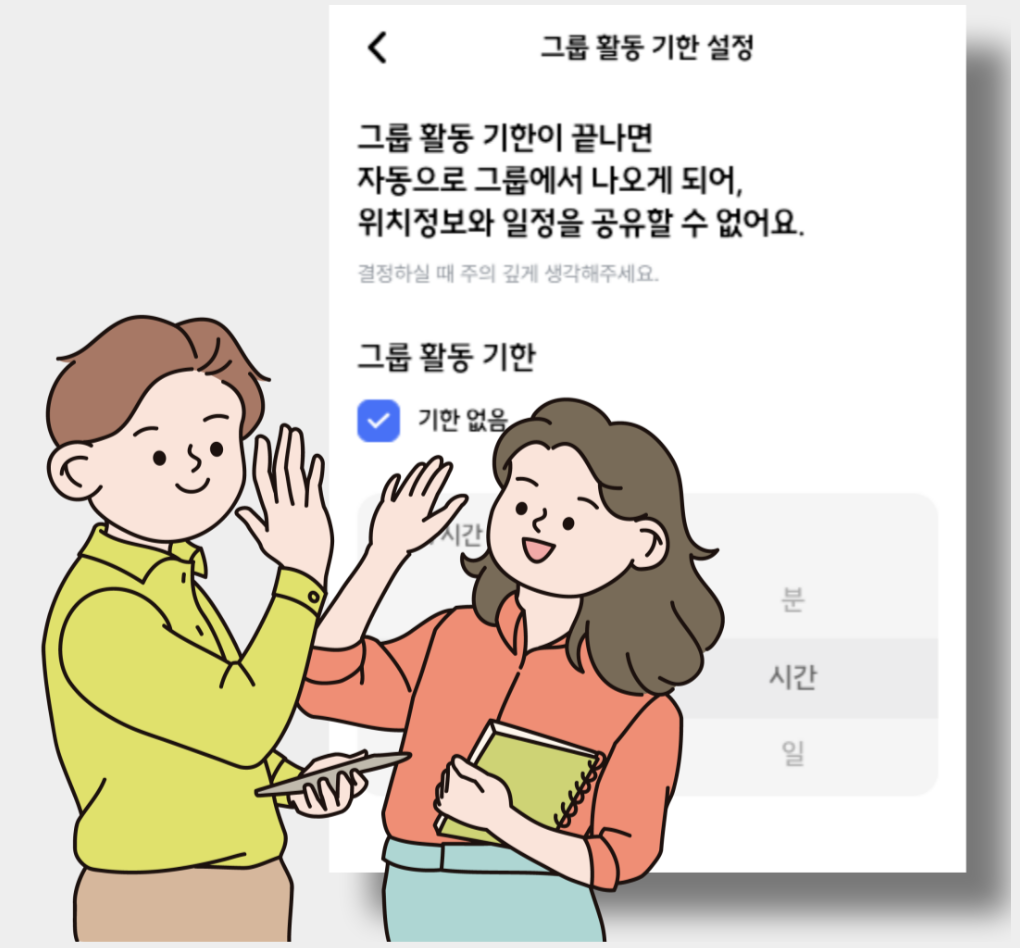 그룹 활동 기한 설정
그룹 활동 기한이 끝나면
자동으로 그룹에서 나오게 되어,
위치정보와 일정을 공유할 수 없어요.
결정하실 때 주의 깊게 생각해주세요.
그룹 활동 기한
기한 없음
시간
분
시간
일